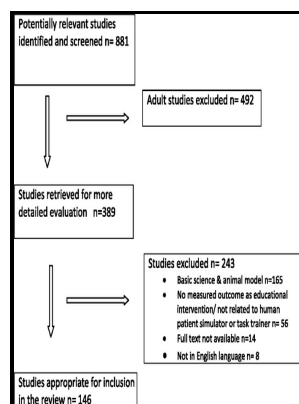 Potentially relevant studies
identified and screened n= 881
Adult studies excluded n= 492
Studies retrieved for more
detailed evaluation n=389
Studies excluded n= 243
• Basic science & animal model n=165
• No measured outcome as educational
intervention/ not related to human
patient simulator or task trainer n= 56
• Full text not available n=14
• Not in English language n= 8
Studies appropriate for inclusion
in the review n= 146